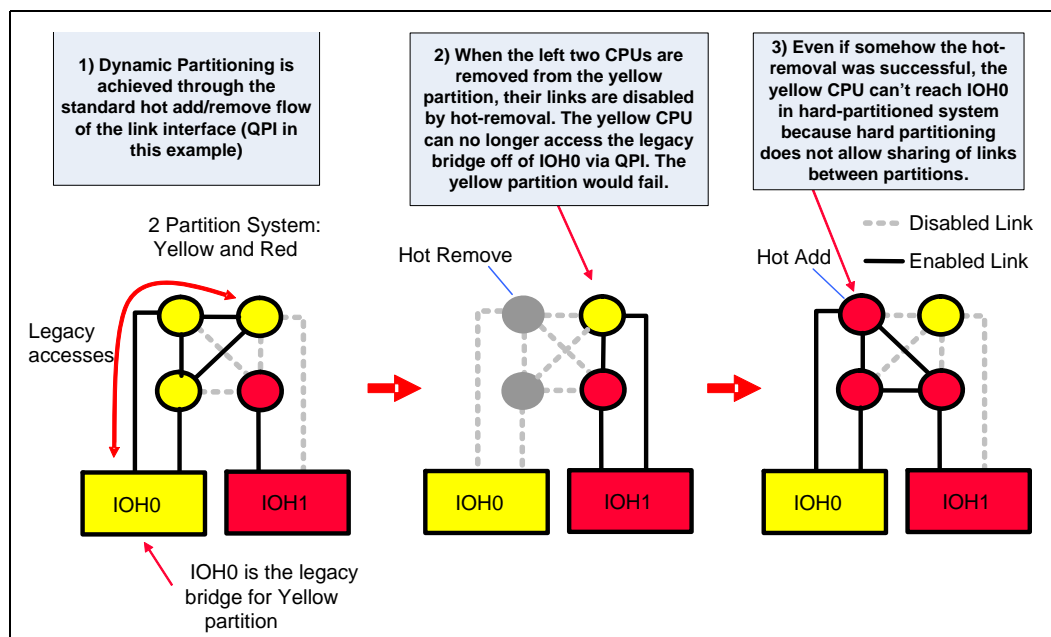 1) Dynamic Partitioning is
achieved through the
standard hot add/remove flow
of the link interface (QPI in
this example)
2) When the left two CPUs are
removed from the yellow
partition, their links are disabled
by hot-removal. The yellow CPU
can no longer access the legacy
bridge off of IOH0 via QPI. The
yellow partition would fail.
3) Even if somehow the hot-
removal was successful, the
yellow CPU can’t reach IOH0
in hard-partitioned system
because hard partitioning
does not allow sharing of links
between partitions.
2 Partition System:
Yellow and Red
Hot Remove
Hot Add
Disabled Link
Enabled Link
Legacy
accesses
IOH0
IOH1
IOH0
IOH1
IOH0
IOH1
IOH0 is the legacy
bridge for Yellow
partition